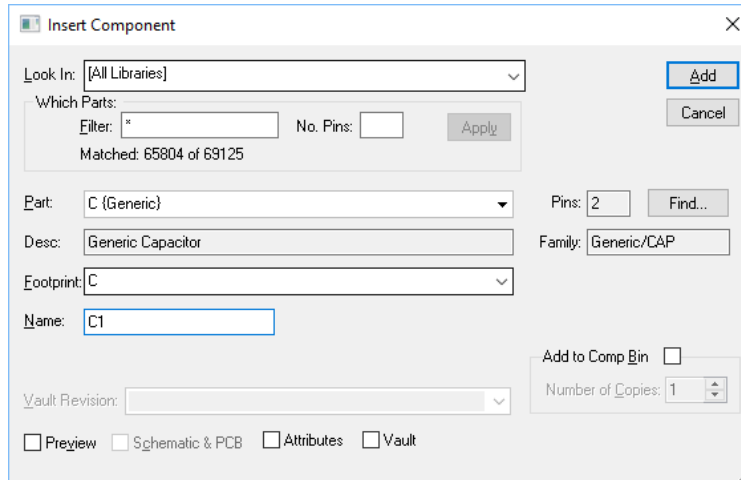 Insert Component
Look In: [All Libraries] Add
Which Parts: Cancel
Filter: * No. Pins: Apply
Matched: 65804 of 69125
Part: C {Generic} Pins: 2 Find...
Desc: Generic Capacitor Family: Generic/CAP
Footprint: C
Name: C1
Add to Comp Bin
Vault Revision: Number of Copies: 1
Preview Schematic & PCB Attributes Vault